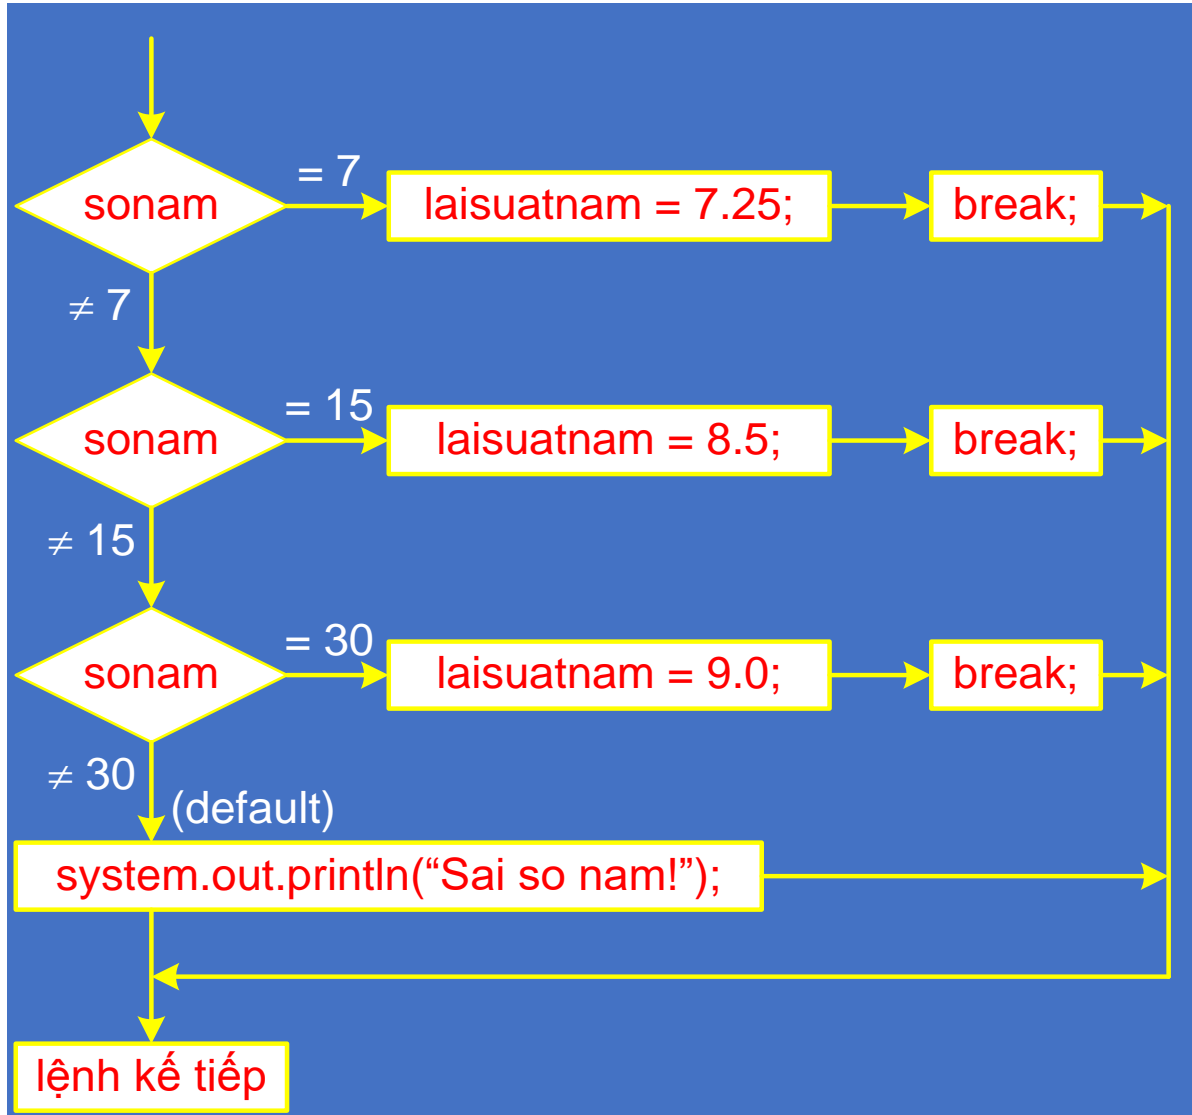 sonam
= 7
laisuatnam = 7.25;
break;
≠ 7
sonam
= 15
laisuatnam = 8.5;
break;
≠ 15
sonam
= 30
laisuatnam = 9.0;
break;
≠ 30
(default)
system.out.println(“Sai so nam!”);
lệnh kế tiếp